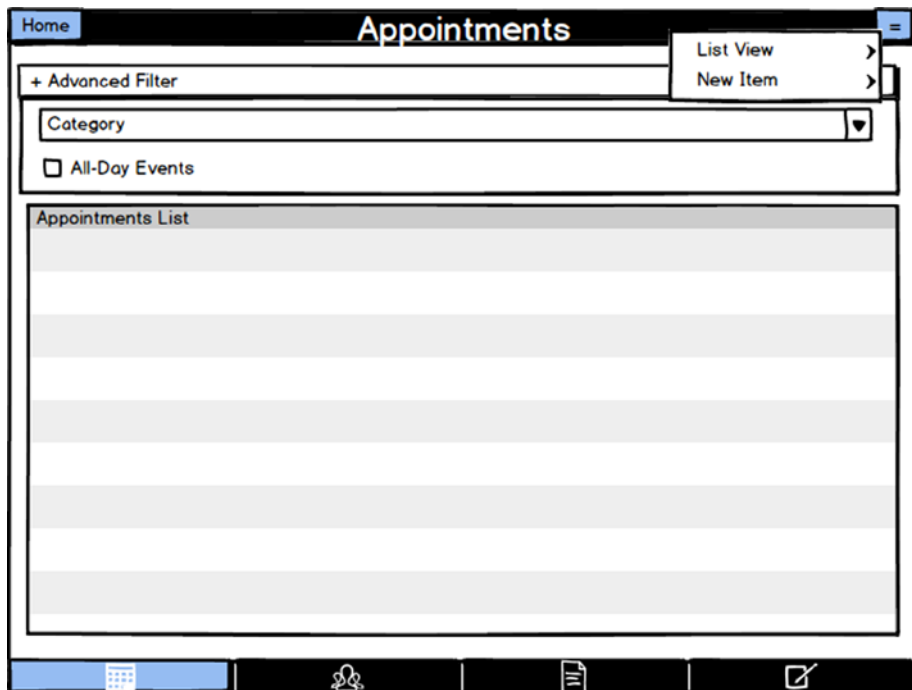 Home
Appointments
=
List View
New Item
+ Advanced Filter
Category
All-Day Events
Appointments List